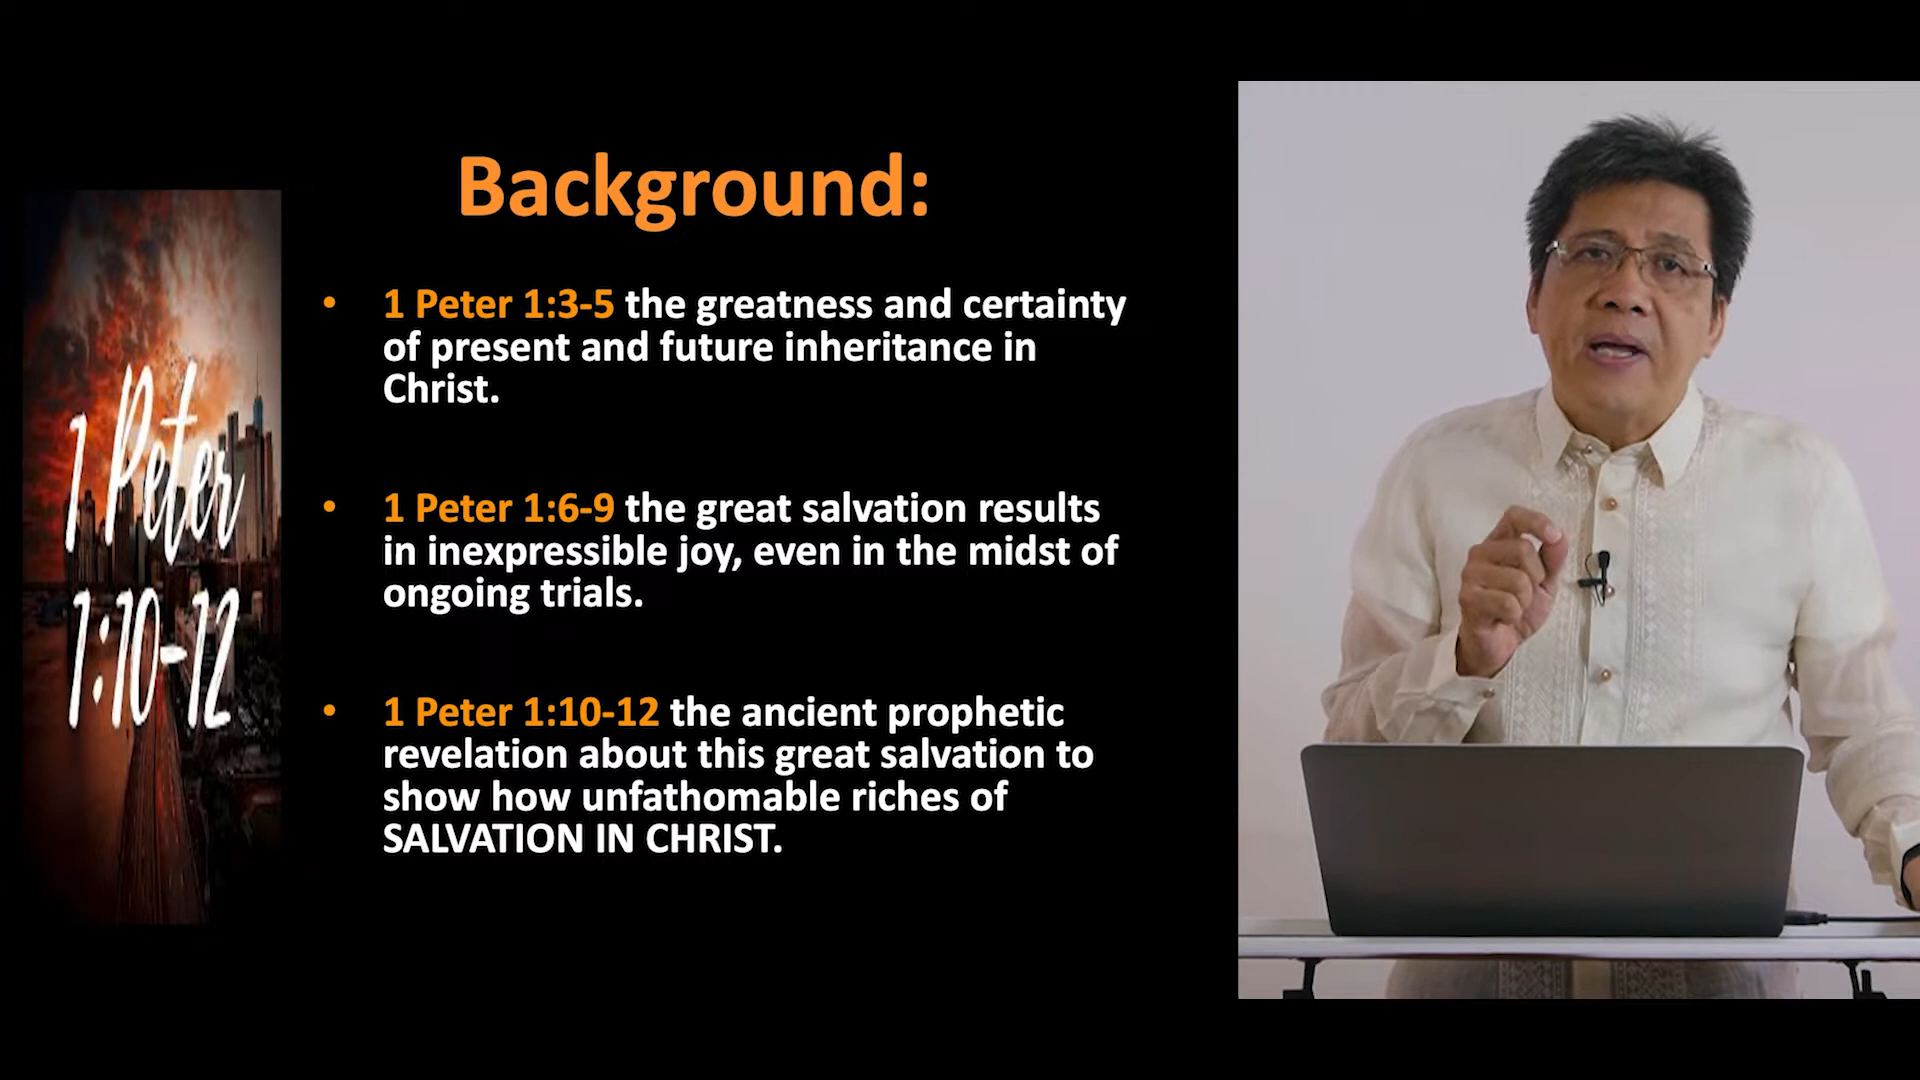 1 Peter
1:10-12
Background:
• 1 Peter 1:3-5 the greatness and certainty
of present and future inheritance in
Christ.
• 1 Peter 1:6-9 the great salvation results
in inexpressible joy, even in the midst of
ongoing trials.
• 1 Peter 1:10-12 the ancient prophetic
revelation about this great salvation to
show how unfathomable riches of
SALVATION IN CHRIST.